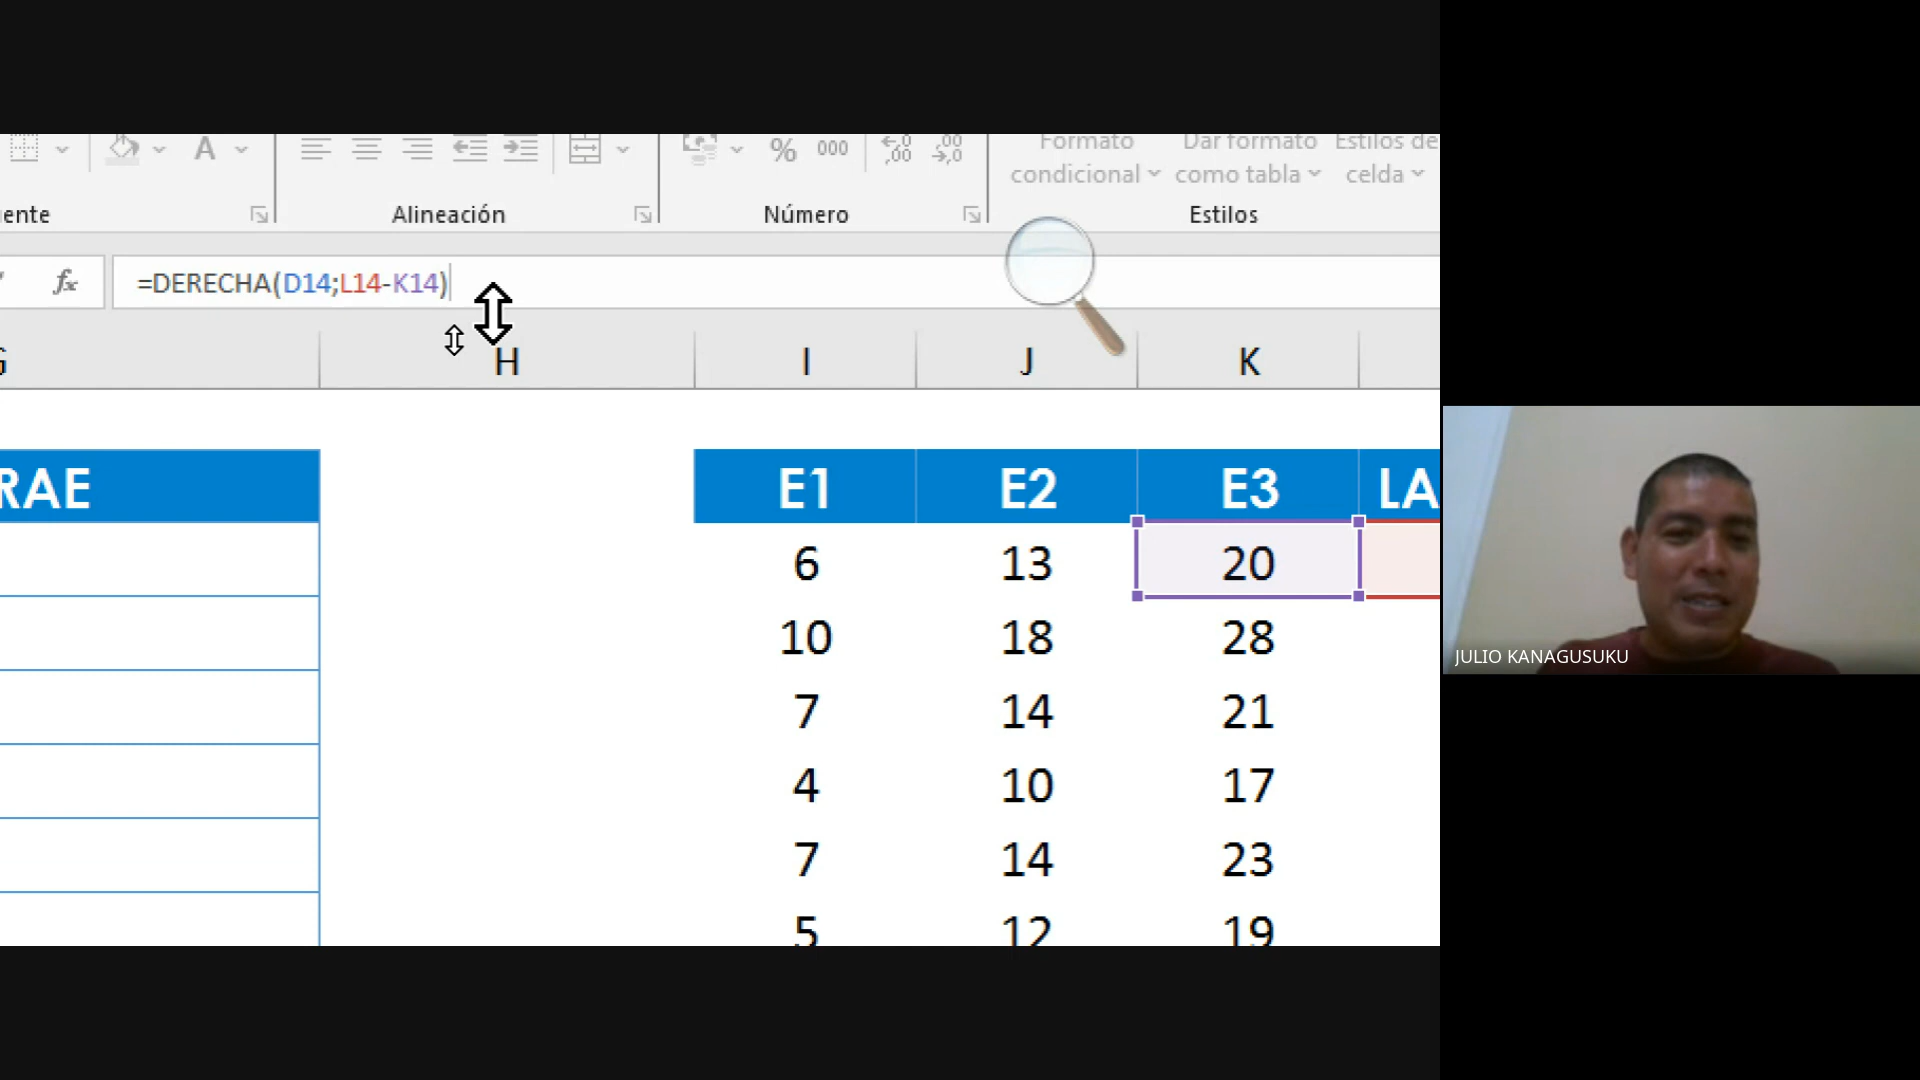 Formato
Dar formato
Estilos de
A
%
000
condicional
como tabla
celda
ente
Alineación
Número
Estilos
fx
=DERECHA(D14;L14-K14)
G
H
I
J
K
RAE
E1
E2
E3
LA
6
13
20
10
18
28
7
14
21
4
10
17
7
14
23
5
12
19
JULIO KANAGUSUKU